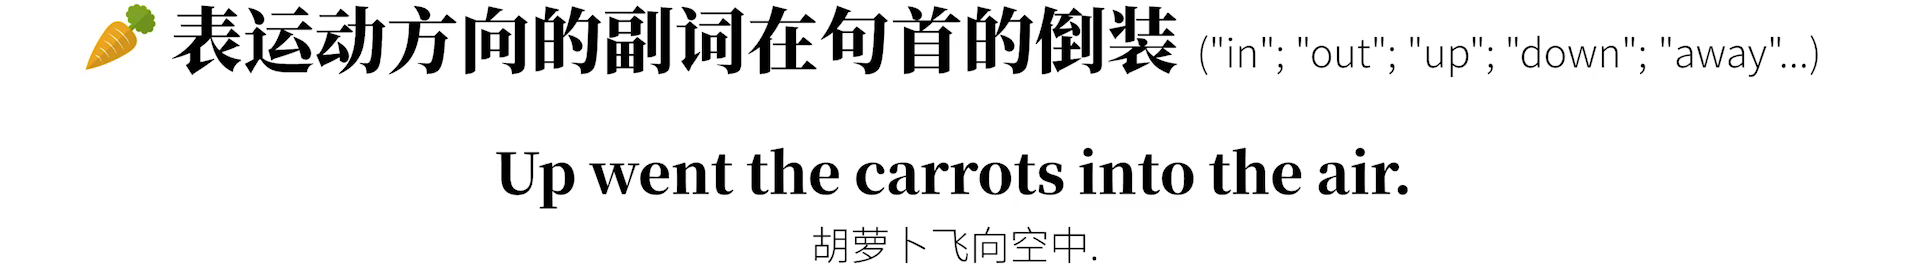 表运动方向的副词在句首的倒装 ("in"; "out"; "up"; "down"; "away"...)
Up went the carrots into the air.
胡萝卜飞向空中.